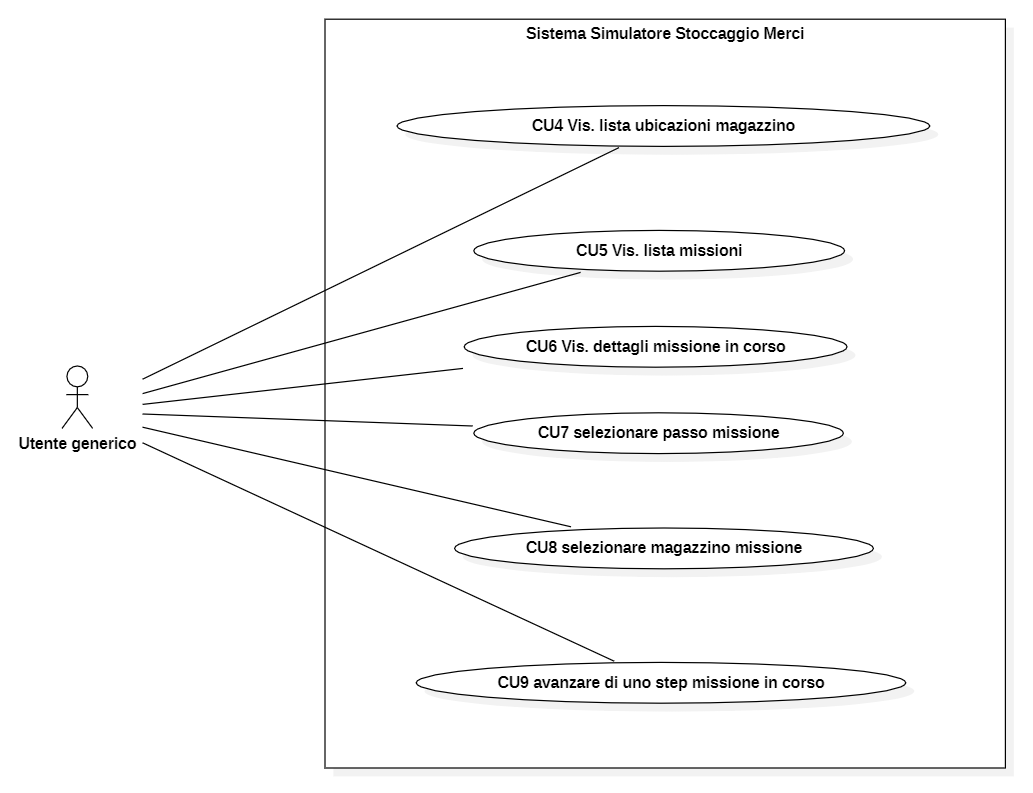 Sistema Simulatore Stoccaggio Merci
CU4 Vis. lista ubicazioni magazzino
CU5 Vis. lista missioni
CU6 Vis. dettagli missione in corso
CU7 selezionare passo missione
Utente generico
CU8 selezionare magazzino missione
CU9 avanzare di uno step missione in corso